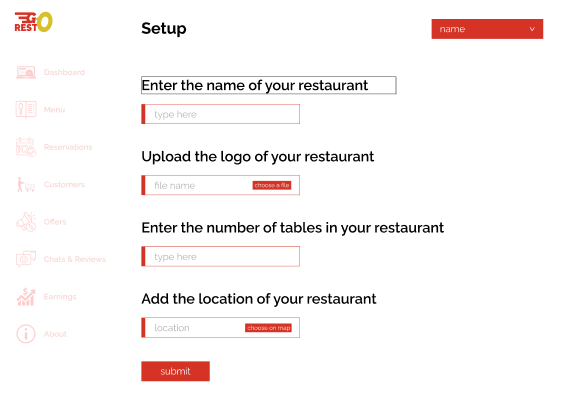 GO
REST
Setup
name
Dashboard
Menu
Reservations
Customers
Offers
Chats & Reviews
Earnings
About
Enter the name of your restaurant
type here
Upload the logo of your restaurant
file name
choose a file
Enter the number of tables in your restaurant
type here
Add the location of your restaurant
location
choose on map
submit